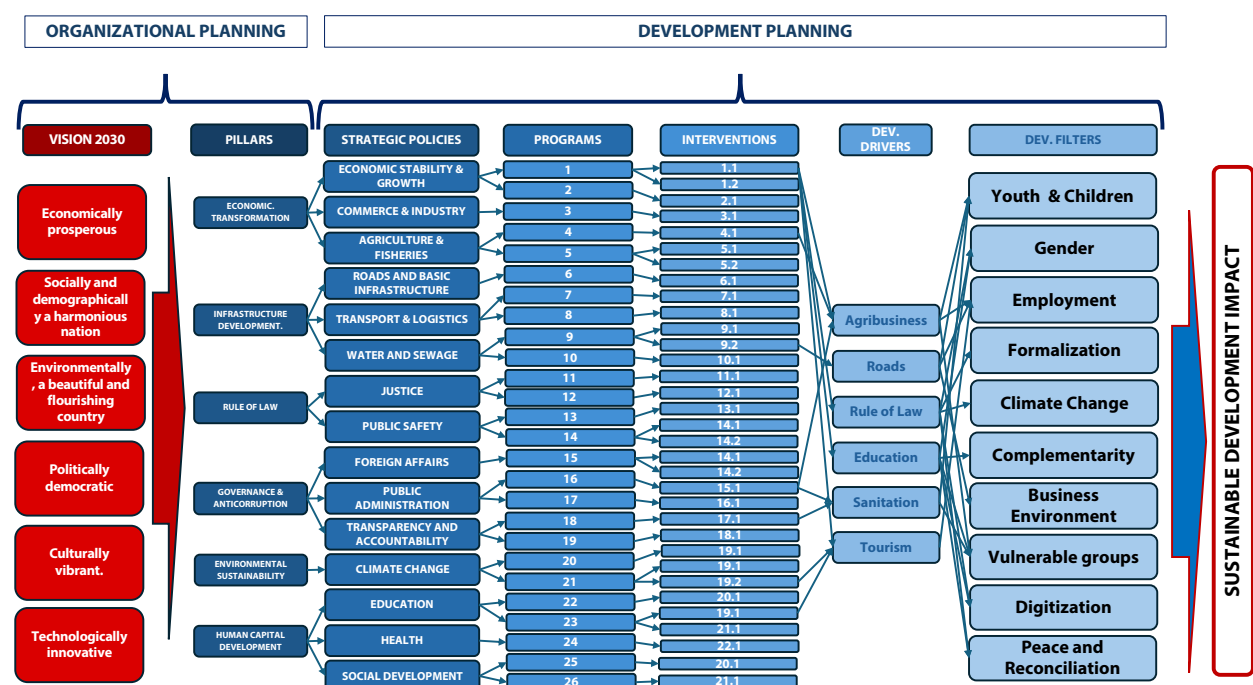 ORGANIZATIONAL PLANNING
DEVELOPMENT PLANNING
VISION 2030
PILLARS
STRATEGIC POLICIES
PROGRAMS
INTERVENTIONS
DEV.
DRIVERS
DEV. FILTERS
Economically
prosperous
Socially and
demographicall
y a harmonious
nation
Environmentally
, a beautiful and
flourishing
country
Politically
democratic
Culturally
vibrant.
Technologically
innovative
ECONOMIC.
TRANSFORMATION
INFRASTRUCTURE
DEVELOPMENT.
RULE OF LAW
GOVERNANCE &
ANTICORRUPTION
ENVIRONMENTAL
SUSTAINABILITY
HUMAN CAPITAL
DEVELOPMENT
ECONOMIC STABILITY &
GROWTH
COMMERCE & INDUSTRY
AGRICULTURE &
FISHERIES
ROADS AND BASIC
INFRASTRUCTURE
TRANSPORT & LOGISTICS
WATER AND SEWAGE
JUSTICE
PUBLIC SAFETY
FOREIGN AFFAIRS
PUBLIC
ADMINISTRATION
TRANSPARENCY AND
ACCOUNTABILITY
CLIMATE CHANGE
EDUCATION
HEALTH
SOCIAL DEVELOPMENT
1
2
3
4
5
6
7
8
9
10
11
12
13
14
15
16
17
18
19
20
21
22
23
24
25
26
1.1
1.2
2.1
3.1
4.1
5.1
5.2
6.1
7.1
8.1
9.1
9.2
10.1
11.1
12.1
13.1
14.1
14.2
14.1
14.2
15.1
16.1
17.1
18.1
19.1
19.1
19.2
20.1
19.1
21.1
22.1
20.1
21.1
Agribusiness
Roads
Rule of Law
Education
Sanitation
Tourism
Youth & Children
Gender
Employment
Formalization
Climate Change
Complementarity
Business
Environment
Vulnerable groups
Digitization
Peace and
Reconciliation
SUSTAINABLE DEVELOPMENT IMPACT